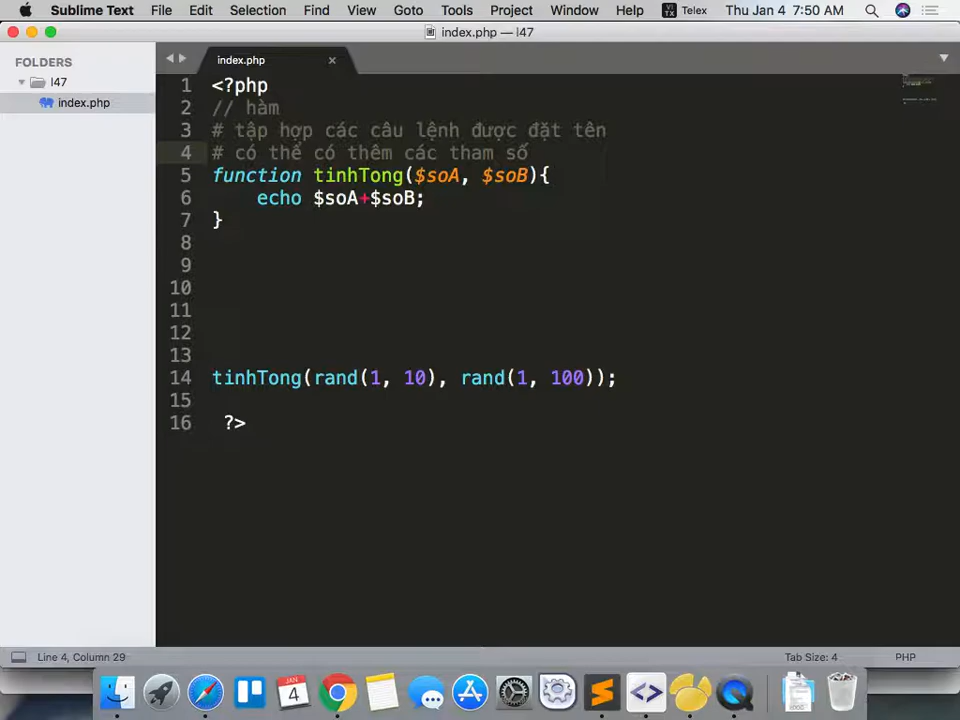 Sublime Text File Edit Selection Find View Goto Tools Project Window Help VI TX Telex Thu Jan 4 7:50 AM
index.php — l47
FOLDERS
l47
index.php
index.php ×
1 <?php
2 // hàm
3 # tập hợp các câu lệnh được đặt tên
4 # có thể có thêm các tham số
5 function tinhTong($soA, $soB){
6 echo $soA+$soB;
7 }
8
9
10
11
12
13
14 tinhTong(rand(1, 10), rand(1, 100));
15
16 ?>
Line 4, Column 29 Tab Size: 4 PHP
4